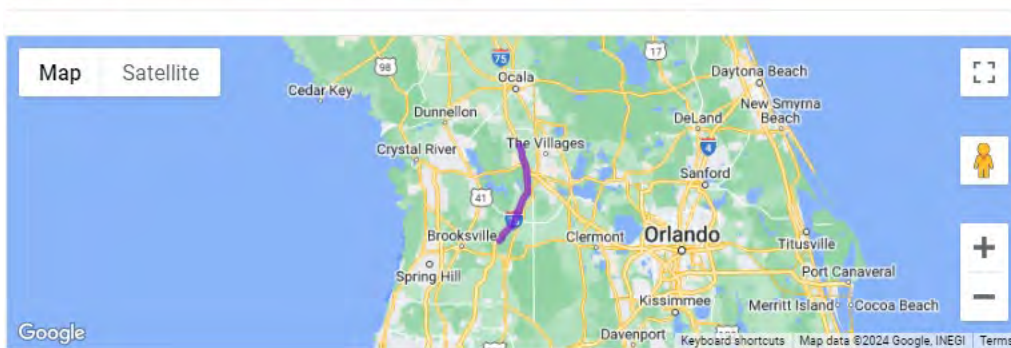 Map
Satellite
75
98
17
Ocala
Daytona Beach
Cedar Key
Dunnellon
New Smyrna
Beach
DeLand
The Villages
4
Crystal River
Sanford
41
Brooksville
Clermont
Orlando
Titusville
Spring Hill
Port Canaveral
Kissimmee
Merritt Island
Cocoa Beach
Davenport
Google
Keyboard shortcuts
Map data ©2024 Google, INEGI
Terms